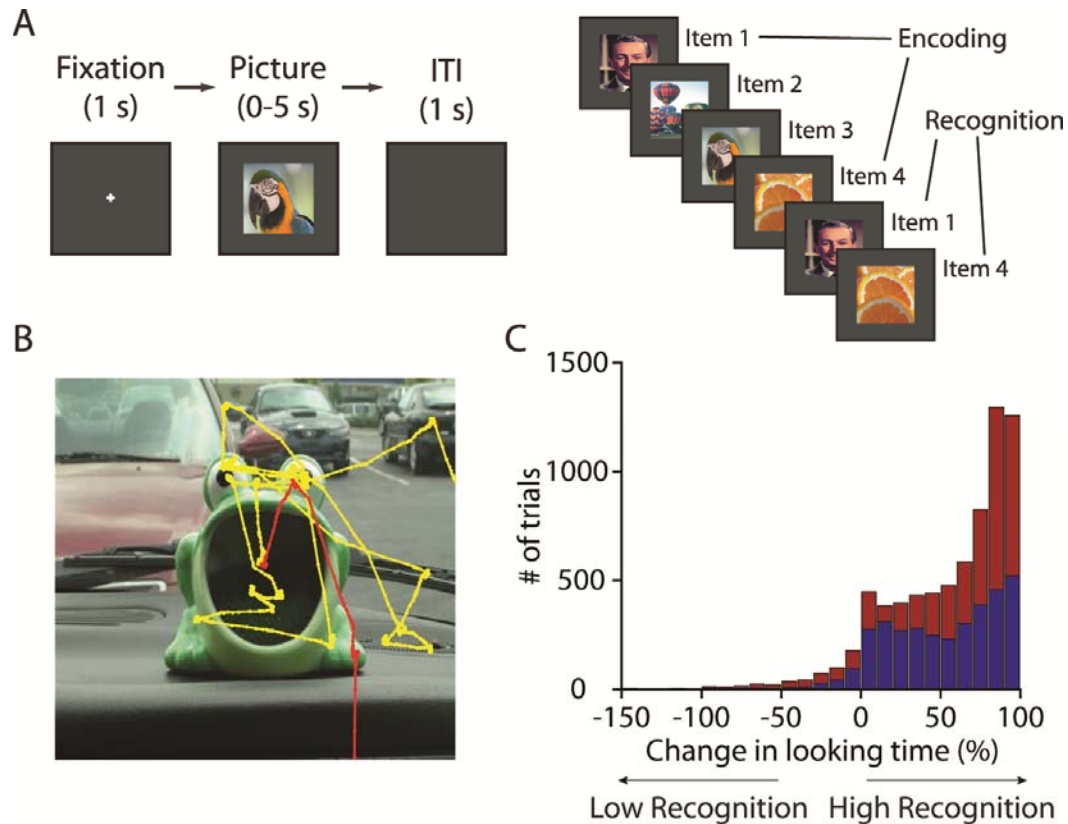 A
Fixation
(1 s)
Picture
(0-5 s)
ITI
(1 s)
Item 1
Encoding
Item 2
Item 3
Recognition
Item 4
Item 1
Item 4
B
C
1500
1000
500
0
-150
-100
-50
0
50
100
# of trials
Change in looking time (%)
Low Recognition
High Recognition